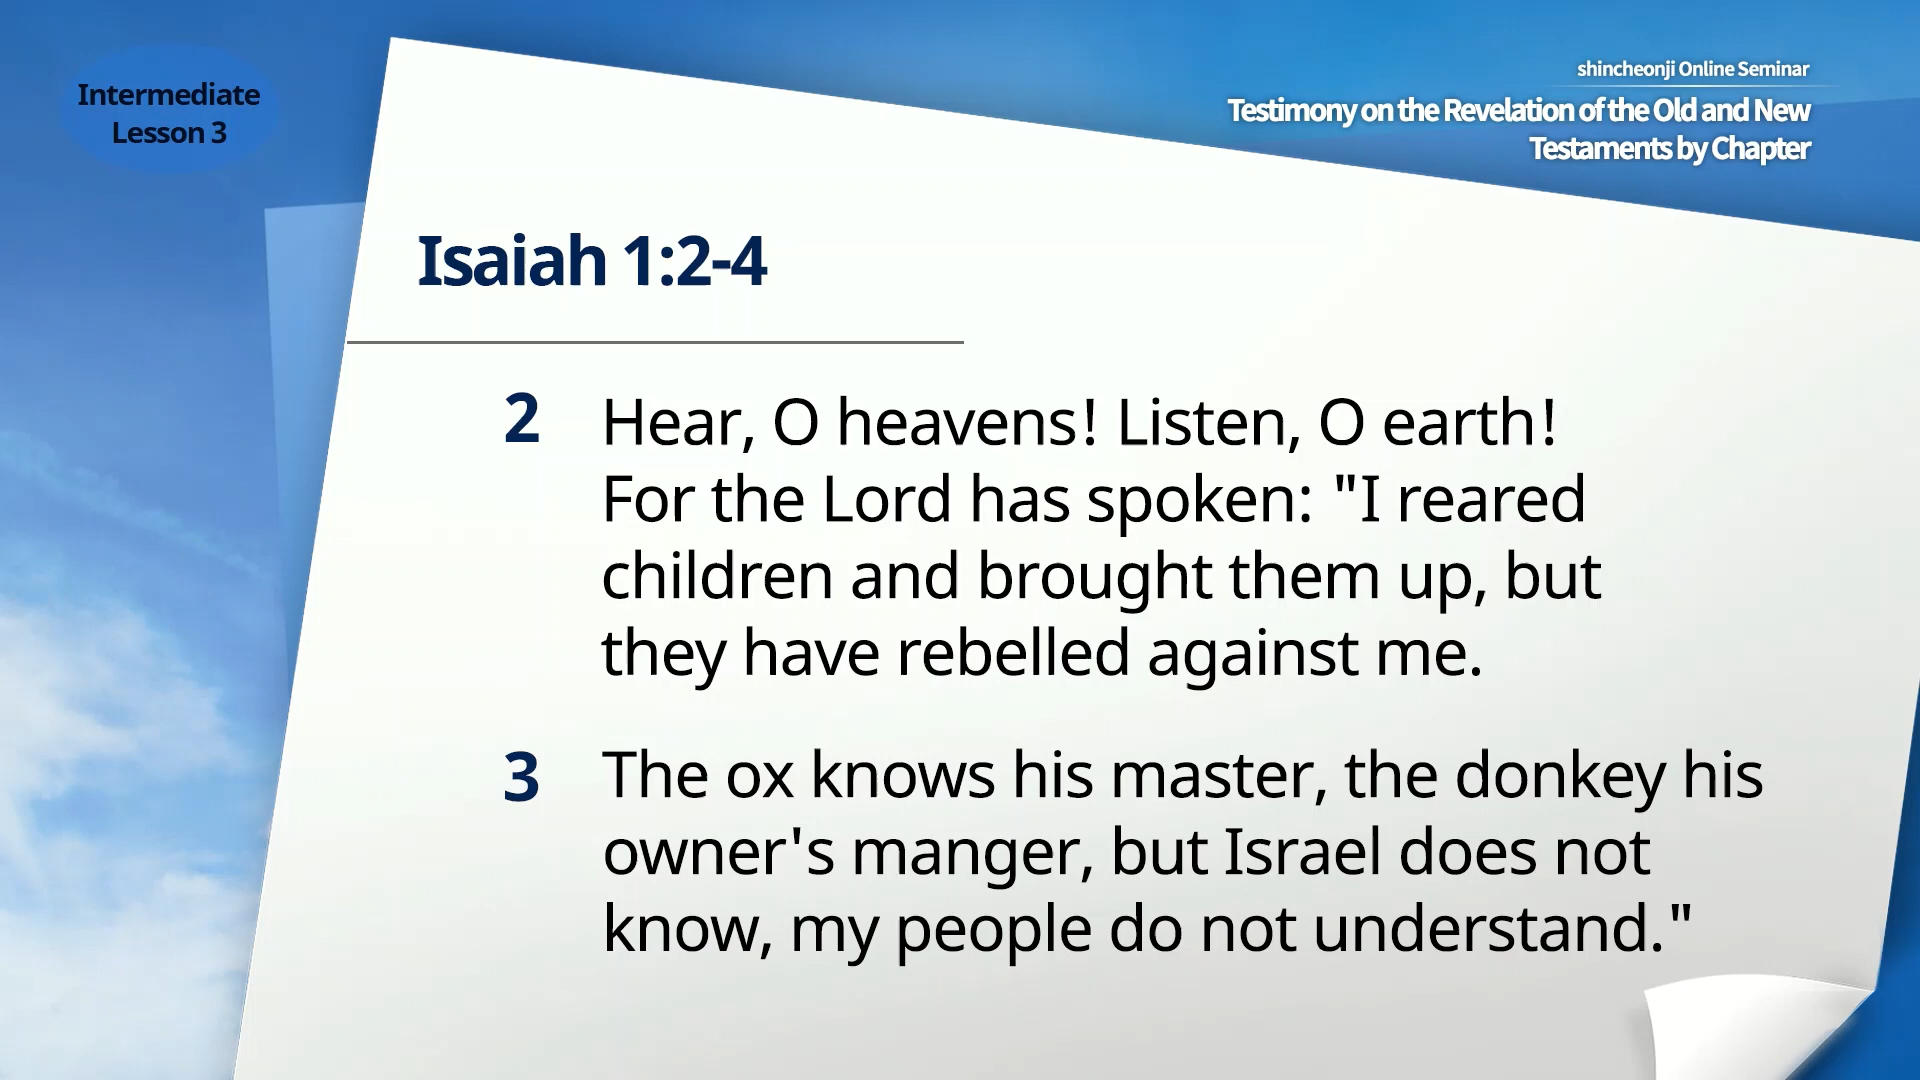 Intermediate
Lesson 3
shincheonji Online Seminar
Testimony on the Revelation of the Old and New
Testaments by Chapter
Isaiah 1:2-4
2 Hear, O heavens! Listen, O earth!
For the Lord has spoken: "I reared
children and brought them up, but
they have rebelled against me.
3 The ox knows his master, the donkey his
owner's manger, but Israel does not
know, my people do not understand."